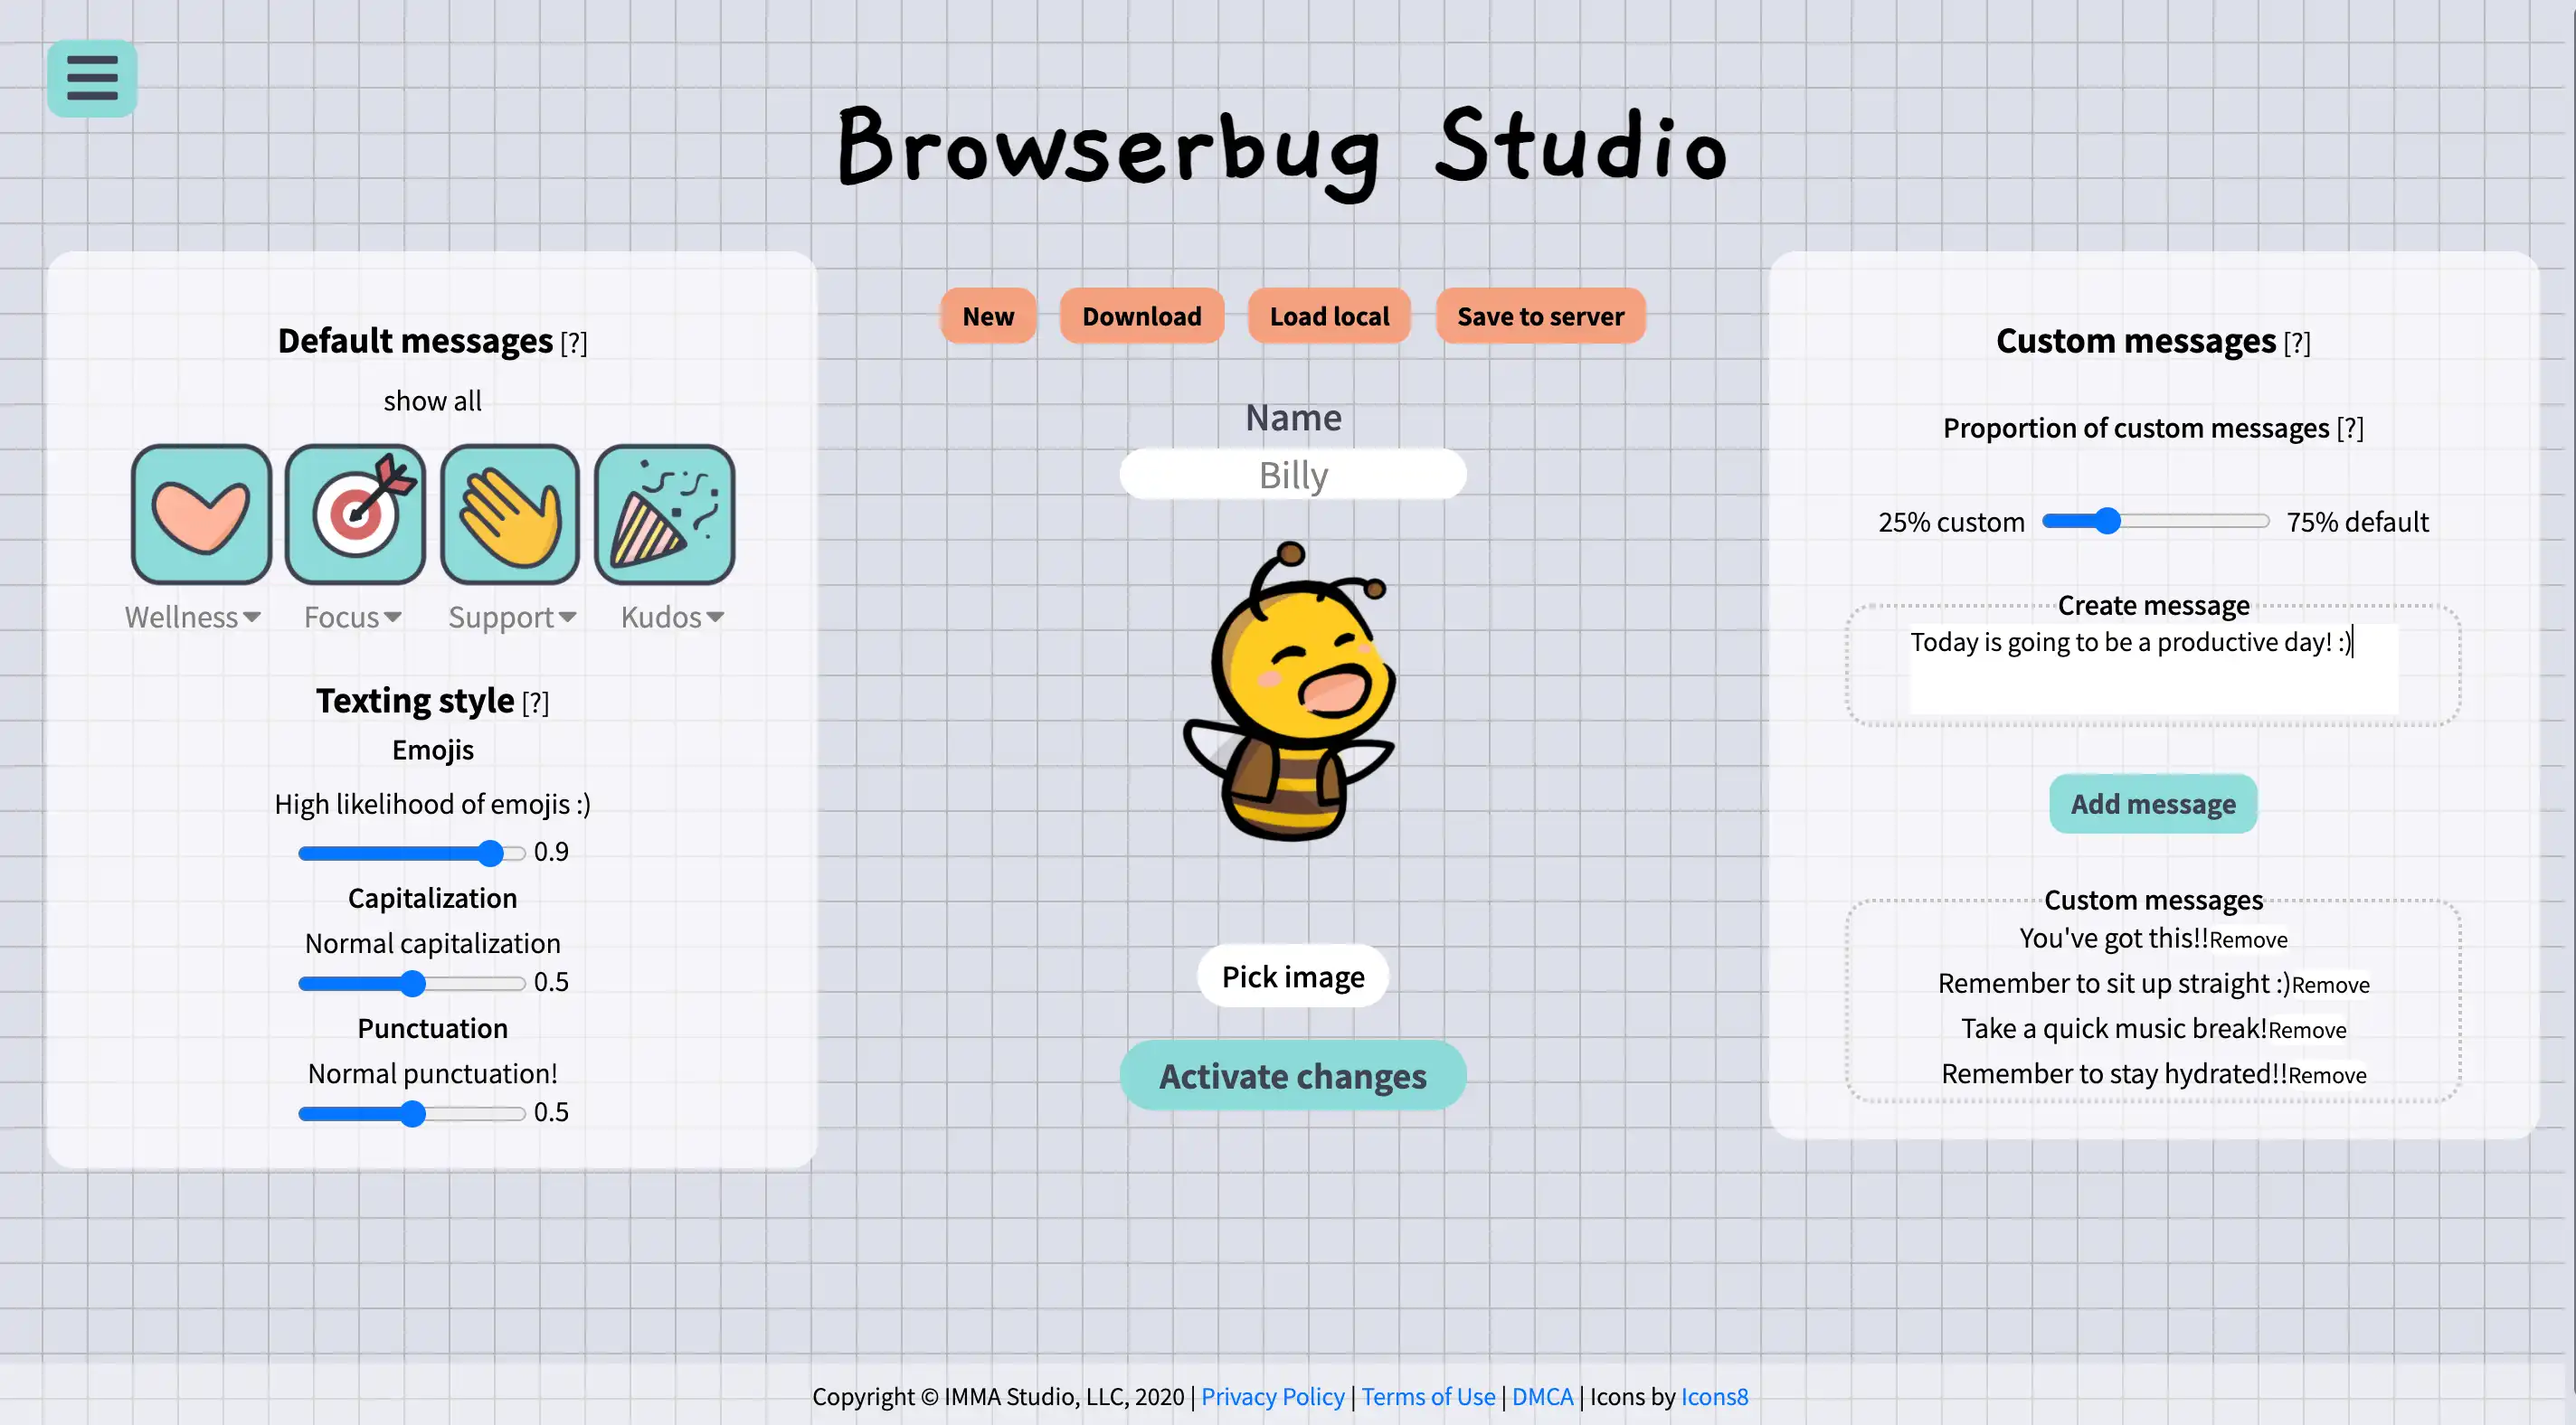 Browserbug Studio
Default messages [?]
show all
Wellness
Focus
Support
Kudos
Texting style [?]
Emojis
High likelihood of emojis :)
0.9
Capitalization
Normal capitalization
0.5
Punctuation
Normal punctuation!
0.5
New
Download
Load local
Save to server
Name
Billy
Pick image
Activate changes
Custom messages [?]
Proportion of custom messages [?]
25% custom
75% default
Create message
Today is going to be a productive day! :)
Add message
Custom messages
You've got this!!Remove
Remember to sit up straight :)Remove
Take a quick music break!Remove
Remember to stay hydrated!!Remove
Copyright © IMMA Studio, LLC, 2020 | Privacy Policy | Terms of Use | DMCA | Icons by Icons8